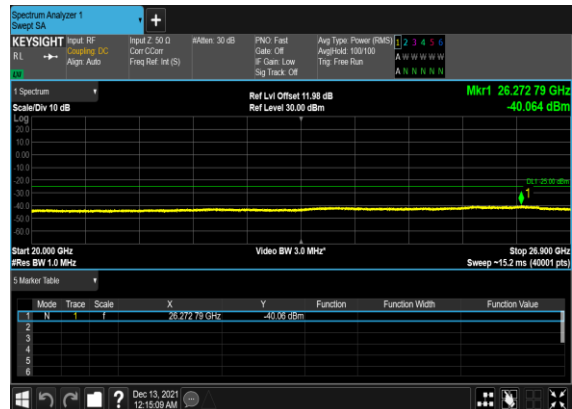 Spectrum Analyzer 1
Swept SA
+
KEYSIGHT Input: RF Input Z: 50 Ω #Atten: 30 dB PNO: Fast Avg Type: Power (RMS) 1 2 3 4 5 6
RL Coupling: DC Corr CCorr Gate: Off Avg|Hold: 100/100 A W W W W W
Align: Auto Freq Ref: Int (S) IF Gain: Low Trig: Free Run
LW Sig Track: Off A N N N N N
1 Spectrum Ref Lvl Offset 11.98 dB Mkr1 26.272 79 GHz
Scale/Div 10 dB Ref Level 30.00 dBm -40.064 dBm
Log
20.0
10.0
0.00
-10.0
-20.0
DL1 -25.00 dBm
-30.0
1
-40.0
-50.0
-60.0
Start 20.000 GHz Video BW 3.0 MHz* Stop 26.900 GHz
#Res BW 1.0 MHz Sweep ~15.2 ms (40001 pts)
5 Marker Table
Mode Trace Scale X Y Function Function Width Function Value
1 N 1 f 26.272 79 GHz -40.06 dBm
2
3
4
5
6
? Dec 13, 2021
12:15:09 AM